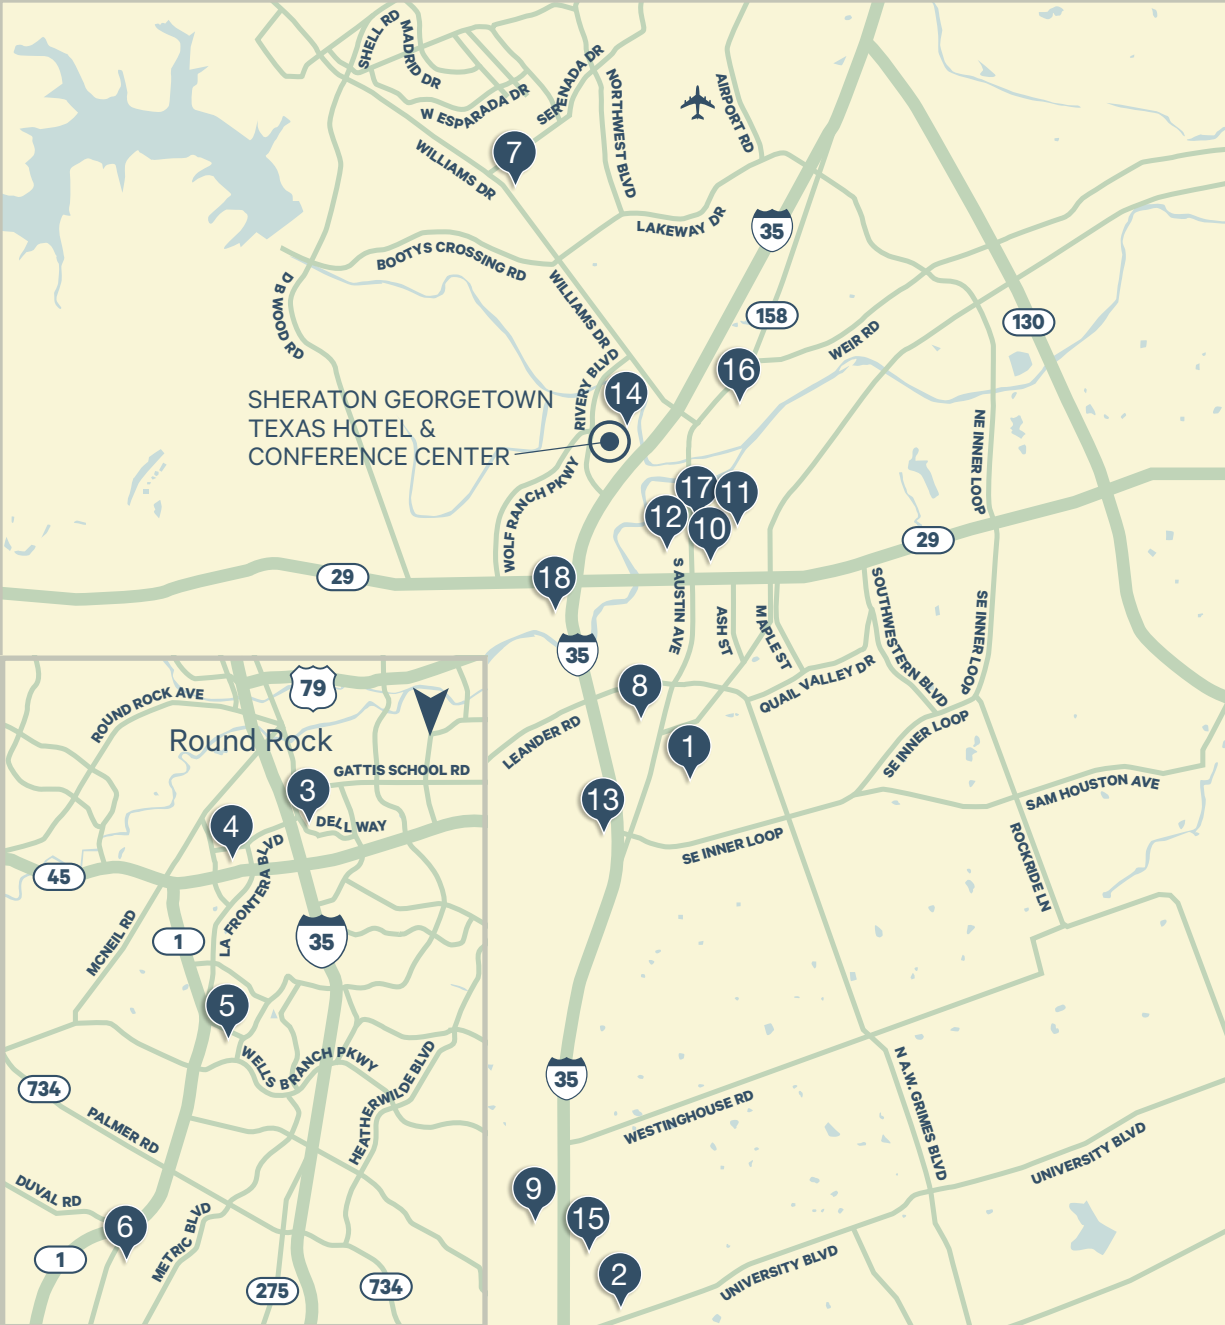 SHELL RD
MADRID DR
W ESPARADA DR
SERENADA DR
NORTHWEST BLVD
AIRPORT RD
7
WILLIAMS DR
LAKEWAY DR
35
BOOTYS CROSSING RD
D B WOOD RD
WILLIAMS DR
158
130
WEIR RD
RIVERY BLVD
16
14
SHERATON GEORGETOWN
TEXAS HOTEL &
CONFERENCE CENTER
NE INNER LOOP
WOLF RANCH PKWY
17
11
12
10
29
29
18
S AUSTIN AVE
ASH ST
MAPLE ST
SOUTHWESTERN BLVD
SE INNER LOOP
35
8
QUAIL VALLEY DR
LEANDER RD
SE INNER LOOP
1
13
SAM HOUSTON AVE
SE INNER LOOP
ROCKRIDE LN
35
N A.W. GRIMES BLVD
WESTINGHOUSE RD
UNIVERSITY BLVD
9
15
2
UNIVERSITY BLVD
79
ROUND ROCK AVE
Round Rock
GATTIS SCHOOL RD
3
DELL WAY
4
45
LA FRONTERA BLVD
MCNEIL RD
1
35
5
WELLS BRANCH PKWY
HEATHERWILDE BLVD
734
PALMER RD
DUVAL RD
6
METRIC BLVD
1
275
734